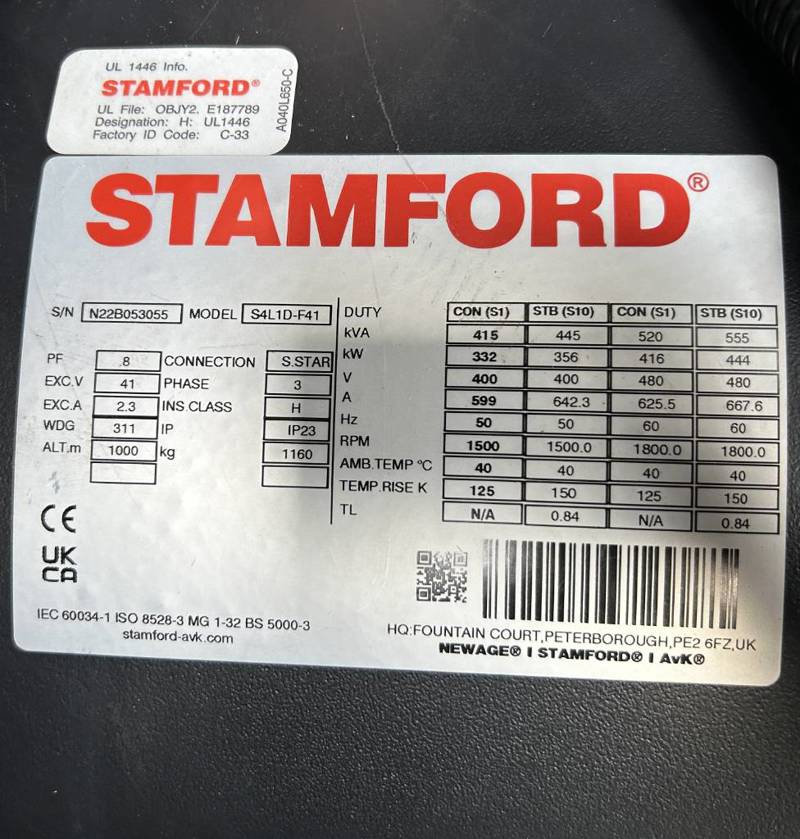 UL 1446 Info.
STAMFORD®
UL File: OBJY2. E187789
Designation: H: UL1446
Factory ID Code: C-33
A040L650-C
STAMFORD®
S/N N22B053055 MODEL S4L1D-F41
PF .8 CONNECTION S.STAR
EXC.V 41 PHASE 3
EXC.A 2.3 INS.CLASS H
WDG 311 IP IP23
ALT.m 1000 kg 1160
DUTY CON (S1) STB (S10) CON (S1) STB (S10)
kVA 415 445 520 555
kW 332 356 416 444
V 400 400 480 480
A 599 642.3 625.5 667.6
Hz 50 50 60 60
RPM 1500 1500.0 1800.0 1800.0
AMB.TEMP °C 40 40 40 40
TEMP.RISE K 125 150 125 150
TL N/A 0.84 N/A 0.84
CE
UK
CA
IEC 60034-1 ISO 8528-3 MG 1-32 BS 5000-3
stamford-avk.com
HQ:FOUNTAIN COURT,PETERBOROUGH,PE2 6FZ,UK
NEWAGE® I STAMFORD® I AvK®